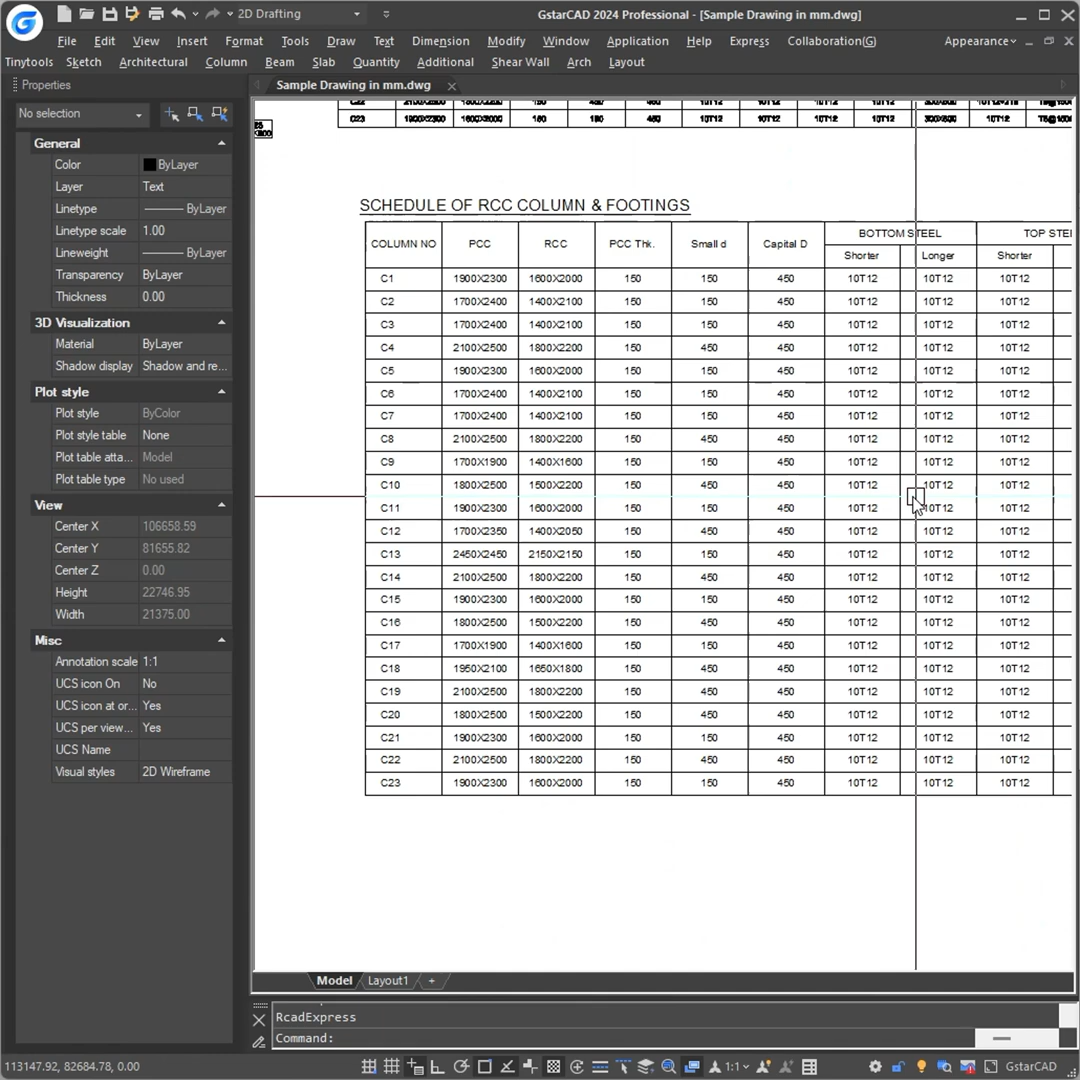 2D Drafting GstarCAD 2024 Professional - [Sample Drawing in mm.dwg]
File Edit View Insert Format Tools Draw Text Dimension Modify Window Application Help Express Collaboration(G) Appearance
Tinytools Sketch Architectural Column Beam Slab Quantity Additional Shear Wall Arch Layout
Properties
Sample Drawing in mm.dwg
No selection
General
Color ByLayer
Layer Text
Linetype ByLayer
Linetype scale 1.00
Lineweight ByLayer
Transparency ByLayer
Thickness 0.00
3D Visualization
Material ByLayer
Shadow display Shadow and re...
Plot style
Plot style ByColor
Plot style table None
Plot table atta... Model
Plot table type No used
View
Center X 106658.59
Center Y 81655.82
Center Z 0.00
Height 22746.95
Width 21375.00
Misc
Annotation scale 1:1
UCS icon On No
UCS icon at or... Yes
UCS per view... Yes
UCS Name
Visual styles 2D Wireframe
C23 1900X2300 1600X2000 150 150 450 10T12 10T12 10T12 10T12 10T12
SCHEDULE OF RCC COLUMN & FOOTINGS
COLUMN NO PCC RCC PCC Thk. Small d Capital D BOTTOM STEEL TOP STEE
Shorter Longer Shorter
C1 1900X2300 1600X2000 150 150 450 10T12 10T12 10T12
C2 1700X2400 1400X2100 150 150 450 10T12 10T12 10T12
C3 1700X2400 1400X2100 150 150 450 10T12 10T12 10T12
C4 2100X2500 1800X2200 150 450 450 10T12 10T12 10T12
C5 1900X2300 1600X2000 150 150 450 10T12 10T12 10T12
C6 1700X2400 1400X2100 150 150 450 10T12 10T12 10T12
C7 1700X2400 1400X2100 150 150 450 10T12 10T12 10T12
C8 2100X2500 1800X2200 150 450 450 10T12 10T12 10T12
C9 1700X1900 1400X1600 150 150 450 10T12 10T12 10T12
C10 1800X2500 1500X2200 150 450 450 10T12 10T12 10T12
C11 1900X2300 1600X2000 150 150 450 10T12 10T12 10T12
C12 1700X2350 1400X2050 150 150 450 10T12 10T12 10T12
C13 2450X2450 2150X2150 150 150 450 10T12 10T12 10T12
C14 2100X2500 1800X2200 150 450 450 10T12 10T12 10T12
C15 1900X2300 1600X2000 150 150 450 10T12 10T12 10T12
C16 1800X2500 1500X2200 150 450 450 10T12 10T12 10T12
C17 1700X1900 1400X1600 150 150 450 10T12 10T12 10T12
C18 1950X2100 1650X1800 150 450 450 10T12 10T12 10T12
C19 2100X2500 1800X2200 150 450 450 10T12 10T12 10T12
C20 1800X2500 1500X2200 150 450 450 10T12 10T12 10T12
C21 1900X2300 1600X2000 150 150 450 10T12 10T12 10T12
C22 2100X2500 1800X2200 150 450 450 10T12 10T12 10T12
C23 1900X2300 1600X2000 150 150 450 10T12 10T12 10T12
Model Layout1 +
RcadExpress
Command:
113147.92, 82684.78, 0.00 1:1 GstarCAD